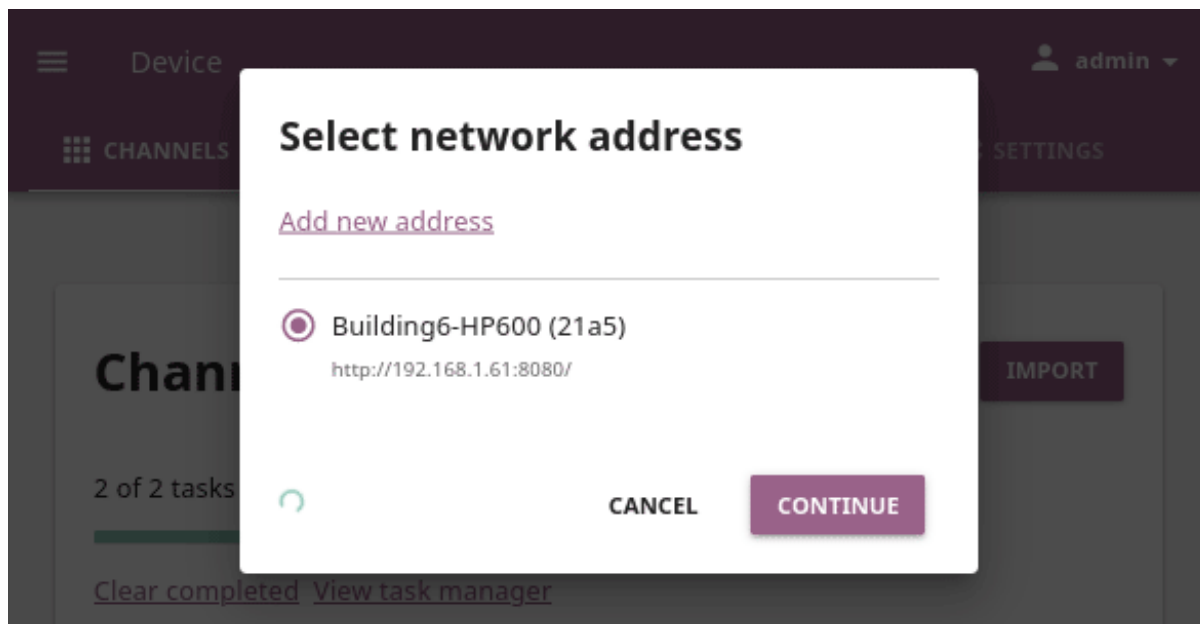 Device
admin
CHANNELS
SETTINGS
Select network address
Add new address
Building6-HP600 (21a5)
http://192.168.1.61:8080/
IMPORT
2 of 2 tasks
CANCEL
CONTINUE
Clear completed View task manager